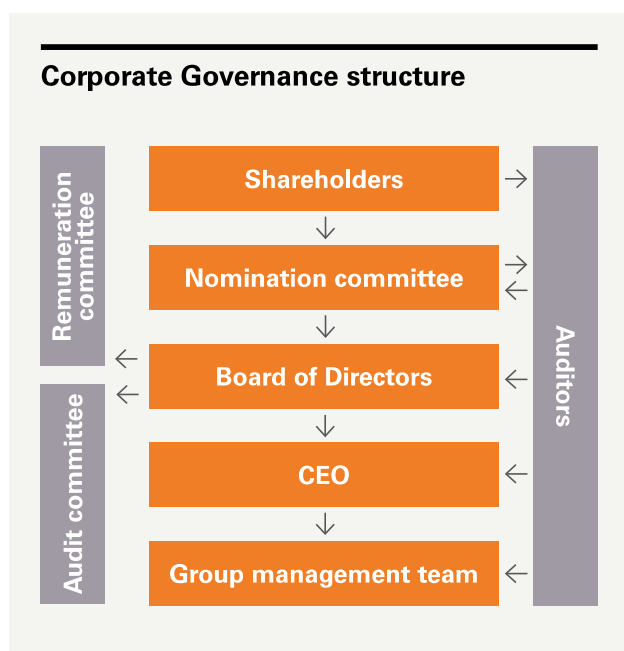 Corporate Governance structure
Remuneration
committee
Audit committee
Shareholders
Nomination committee
Board of Directors
CEO
Group management team
Auditors